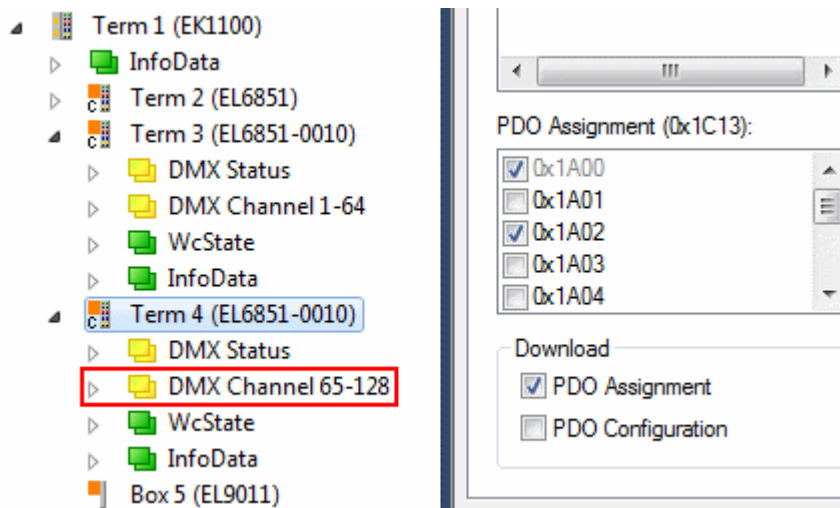 Term 1 (EK1100)
InfoData
Term 2 (EL6851)
Term 3 (EL6851-0010)
DMX Status
DMX Channel 1-64
WcState
InfoData
Term 4 (EL6851-0010)
DMX Status
DMX Channel 65-128
WcState
InfoData
Box 5 (EL9011)
PDO Assignment (0x1C13):
0x1A00
0x1A01
0x1A02
0x1A03
0x1A04
Download
PDO Assignment
PDO Configuration